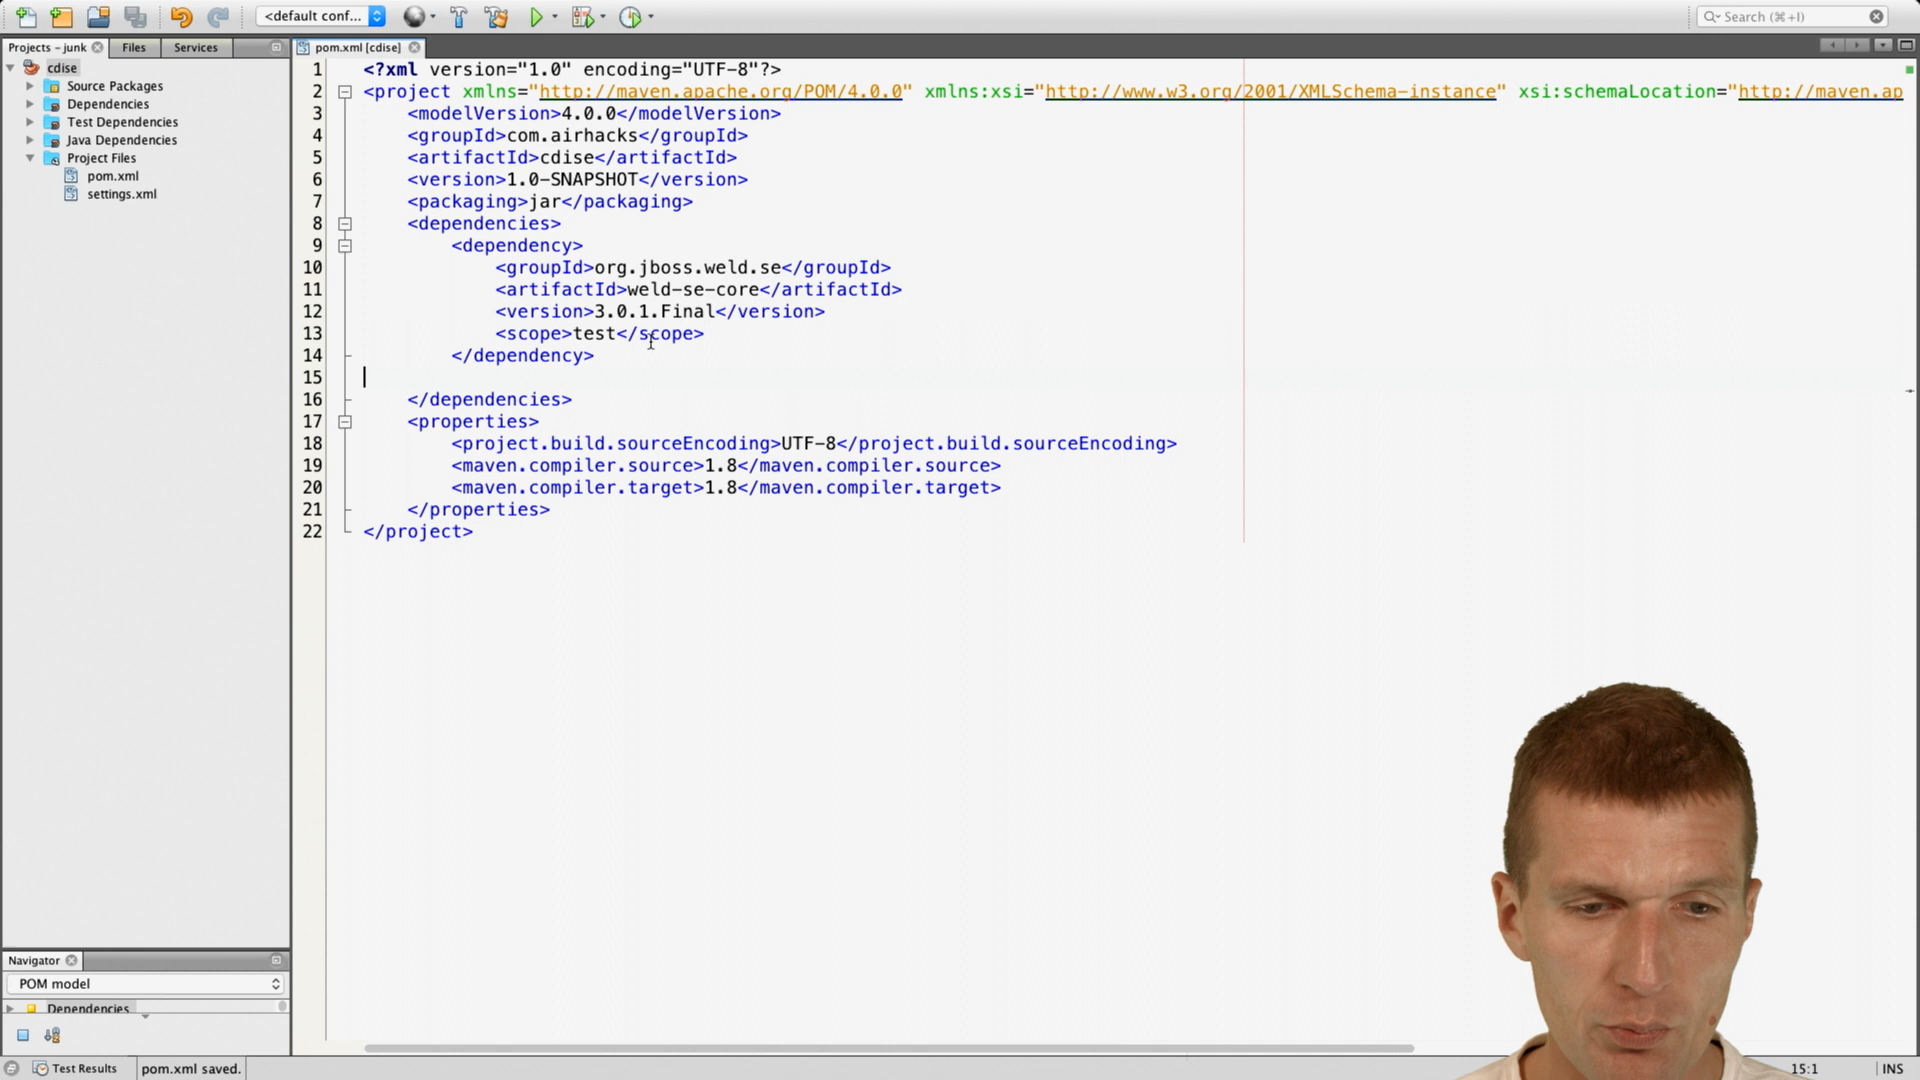 <default conf...
Search (⌘+I)
Projects – junk
Files
Services
pom.xml [cdise]
cdise
Source Packages
Dependencies
Test Dependencies
Java Dependencies
Project Files
pom.xml
settings.xml
1 <?xml version="1.0" encoding="UTF-8"?>
2 <project xmlns="http://maven.apache.org/POM/4.0.0" xmlns:xsi="http://www.w3.org/2001/XMLSchema-instance" xsi:schemaLocation="http://maven.ap
3 <modelVersion>4.0.0</modelVersion>
4 <groupId>com.airhacks</groupId>
5 <artifactId>cdise</artifactId>
6 <version>1.0-SNAPSHOT</version>
7 <packaging>jar</packaging>
8 <dependencies>
9 <dependency>
10 <groupId>org.jboss.weld.se</groupId>
11 <artifactId>weld-se-core</artifactId>
12 <version>3.0.1.Final</version>
13 <scope>test</scope>
14 </dependency>
15
16 </dependencies>
17 <properties>
18 <project.build.sourceEncoding>UTF-8</project.build.sourceEncoding>
19 <maven.compiler.source>1.8</maven.compiler.source>
20 <maven.compiler.target>1.8</maven.compiler.target>
21 </properties>
22 </project>
Navigator
POM model
Dependencies
Test Results
pom.xml saved.
15:1
INS